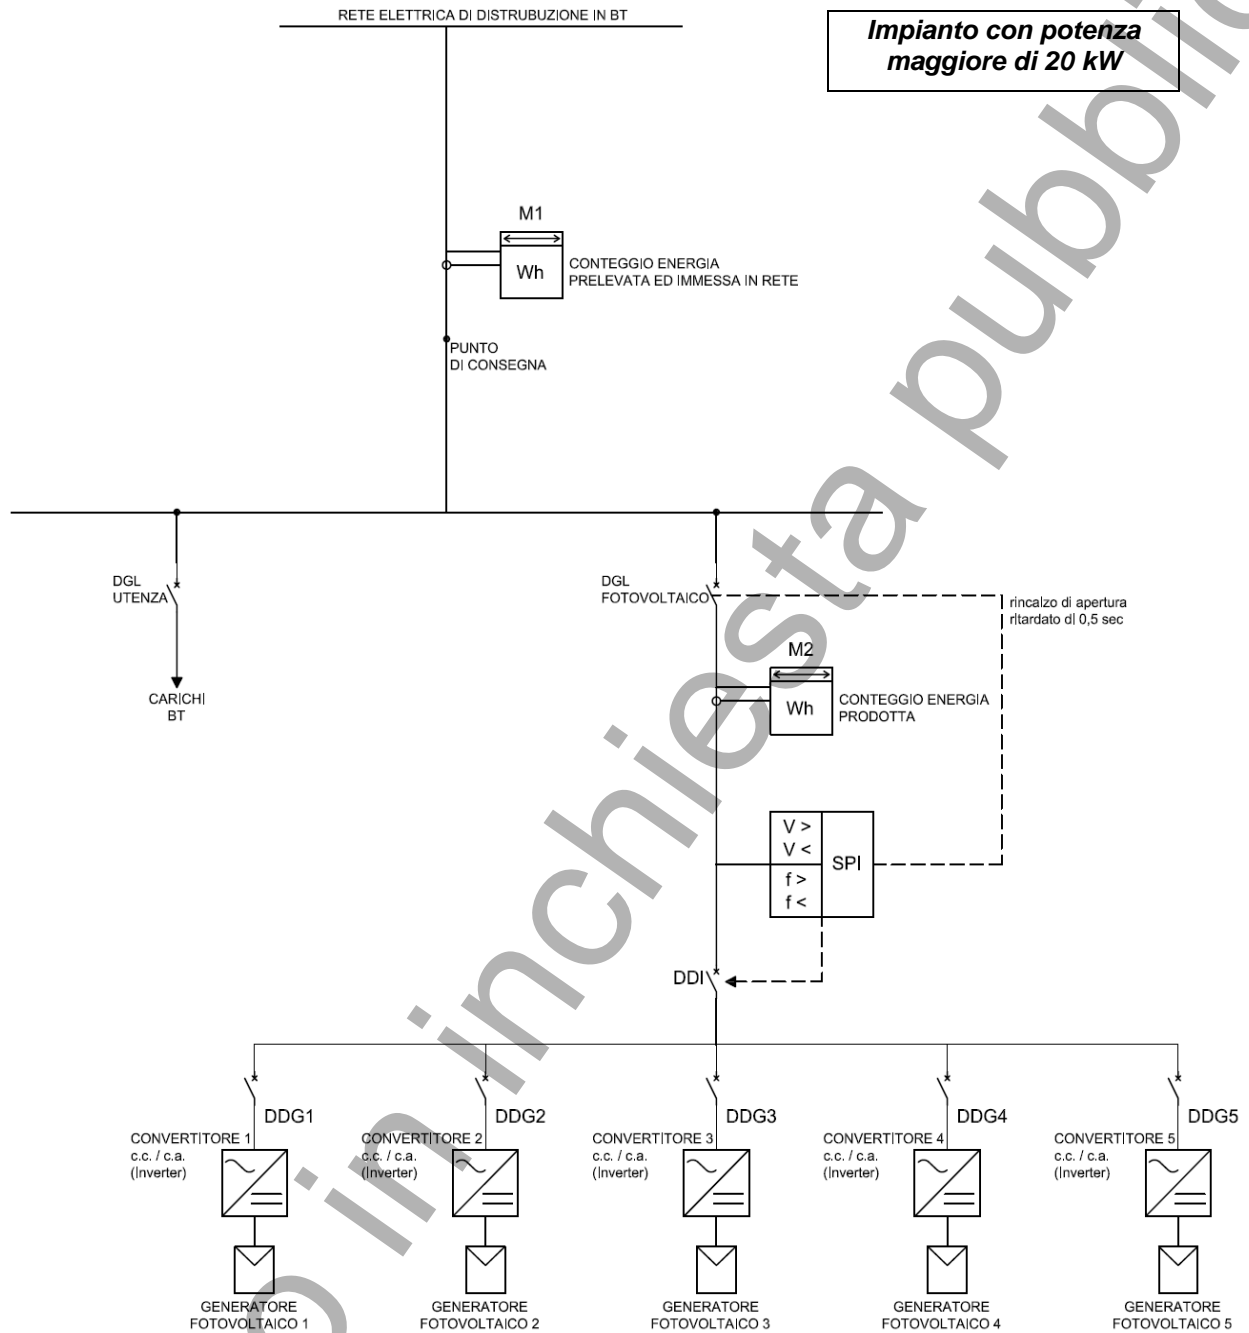 RETE ELETTRICA DI DISTRUBUZIONE IN BT
Impianto con potenza
maggiore di 20 kW
M1
Wh
CONTEGGIO ENERGIA
PRELEVATA ED IMMESSA IN RETE
PUNTO
DI CONSEGNA
DGL
UTENZA
CARICHI
BT
DGL
FOTOVOLTAICO
rincalzo di apertura
ritardato di 0,5 sec
M2
Wh
CONTEGGIO ENERGIA
PRODOTTA
V >
V <
f >
f <
SPI
DDI
DDG1
DDG2
DDG3
DDG4
DDG5
CONVERTITORE 1
c.c. / c.a.
(Inverter)
CONVERTITORE 2
c.c. / c.a.
(Inverter)
CONVERTITORE 3
c.c. / c.a.
(Inverter)
CONVERTITORE 4
c.c. / c.a.
(Inverter)
CONVERTITORE 5
c.c. / c.a.
(Inverter)
GENERATORE
FOTOVOLTAICO 1
GENERATORE
FOTOVOLTAICO 2
GENERATORE
FOTOVOLTAICO 3
GENERATORE
FOTOVOLTAICO 4
GENERATORE
FOTOVOLTAICO 5
o in inchiesta pubblic